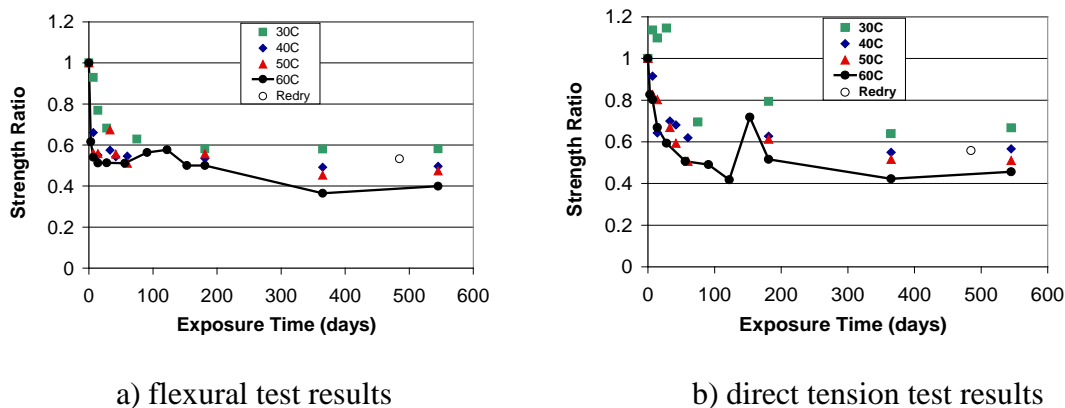 1.2
1
0.8
0.6
0.4
0.2
0
Strength Ratio
30C
40C
50C
60C
Redry
0 100 200 300 400 500 600
Exposure Time (days)
a) flexural test results
1.2
1
0.8
0.6
0.4
0.2
0
Strength Ratio
30C
40C
50C
60C
Redry
0 100 200 300 400 500 600
Exposure Time (days)
b) direct tension test results